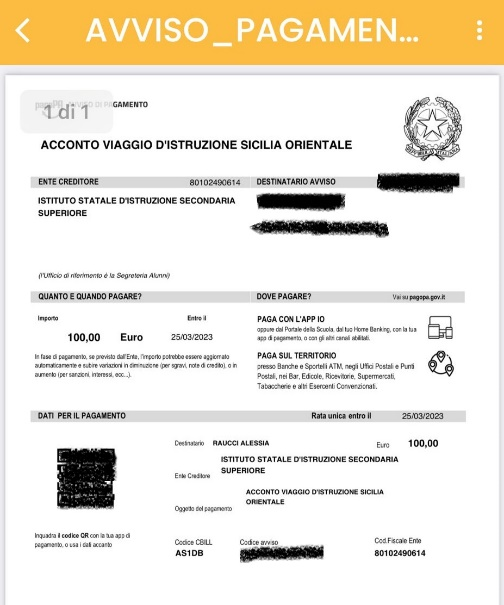 AVVISO_PAGAMEN...
1 di 1
GAMENTO
ACCONTO VIAGGIO D'ISTRUZIONE SICILIA ORIENTALE
ENTE CREDITORE 80102490614 DESTINATARIO AVVISO
ISTITUTO STATALE D'ISTRUZIONE SECONDARIA
SUPERIORE
(l'Ufficio di riferimento è la Segreteria Alunni)
QUANTO E QUANDO PAGARE? DOVE PAGARE? Vai su pagopa.gov.it
Importo Entro il
100,00 Euro 25/03/2023
In fase di pagamento, se previsto dall'Ente, l'importo potrebbe essere aggiornato
automaticamente e subire variazioni in diminuzione (per sgravi, note di credito), o in
aumento (per sanzioni, interessi, ecc...).
PAGA CON L'APP IO
oppure dal Portale della Scuola, dal tuo Home Banking, con la tua
app di pagamento, o con gli altri canali abilitati.
PAGA SUL TERRITORIO
presso Banche e Sportelli ATM, negli Uffici Postali e Punti
Postali, nei Bar, Edicole, Ricevitorie, Supermercati,
Tabaccherie e altri Esercenti Convenzionati.
DATI PER IL PAGAMENTO Rata unica entro il 25/03/2023
Destinatario RAUCCI ALESSIA Euro 100,00
ISTITUTO STATALE D'ISTRUZIONE SECONDARIA
SUPERIORE
Ente Creditore
ACCONTO VIAGGIO D'ISTRUZIONE SICILIA
ORIENTALE
Oggetto del pagamento
Inquadra il codice QR con la tua app di
pagamento, o usa i dati accanto
Codice CBILL Codice avviso Cod.Fiscale Ente
AS1DB 80102490614